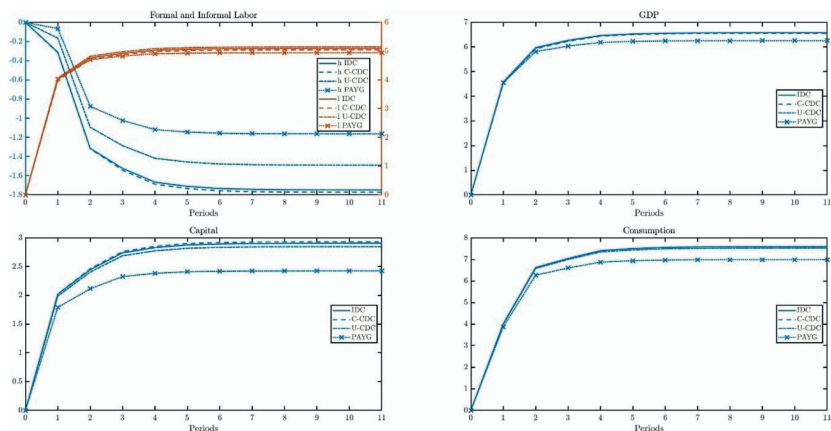 Formal and Informal Labor
0
-0.2
-0.4
-0.6
-0.8
-1
-1.2
-1.4
-1.6
-1.8
6
5
4
3
2
1
0
h IDC
h C-CDC
h U-CDC
h PAYG
l IDC
l C-CDC
l U-CDC
l PAYG
0 1 2 3 4 5 6 7 8 9 10 11
Periods
GDP
7
6
5
4
3
2
1
0
IDC
C-CDC
U-CDC
PAYG
0 1 2 3 4 5 6 7 8 9 10 11
Periods
Capital
3
2.5
2
1.5
1
0.5
0
IDC
C-CDC
U-CDC
PAYG
0 1 2 3 4 5 6 7 8 9 10 11
Periods
Consumption
8
7
6
5
4
3
2
1
0
IDC
C-CDC
U-CDC
PAYG
0 1 2 3 4 5 6 7 8 9 10 11
Periods